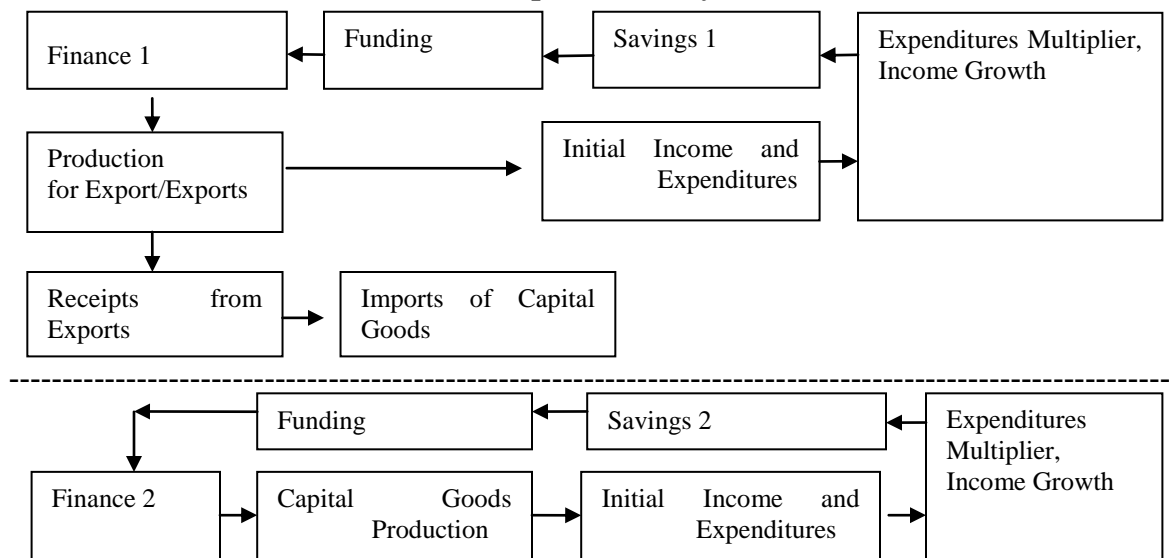 Finance 1
Funding
Savings 1
Expenditures Multiplier,
Income Growth
Production
for Export/Exports
Initial Income and
Expenditures
Receipts from
Exports
Imports of Capital
Goods
Funding
Savings 2
Expenditures
Multiplier,
Income Growth
Finance 2
Capital Goods
Production
Initial Income and
Expenditures